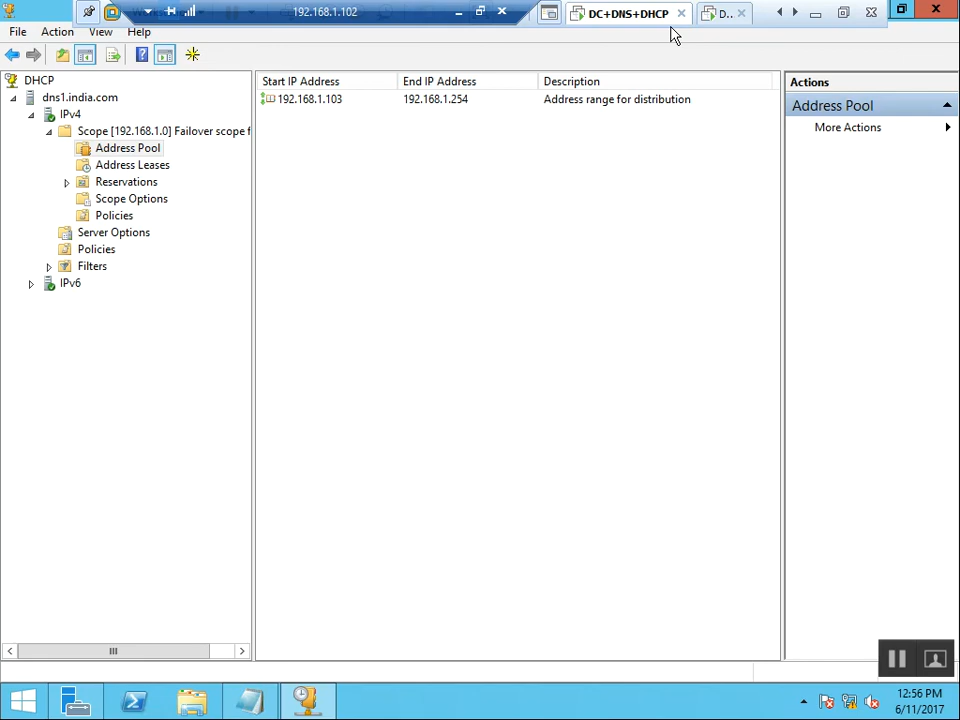 192.168.1.102
DC+DNS+DHCP
D..
File Action View Help
DHCP
dns1.india.com
IPv4
Scope [192.168.1.0] Failover scope f
Address Pool
Address Leases
Reservations
Scope Options
Policies
Server Options
Policies
Filters
IPv6
Start IP Address End IP Address Description
192.168.1.103 192.168.1.254 Address range for distribution
Actions
Address Pool
More Actions
12:56 PM
6/11/2017